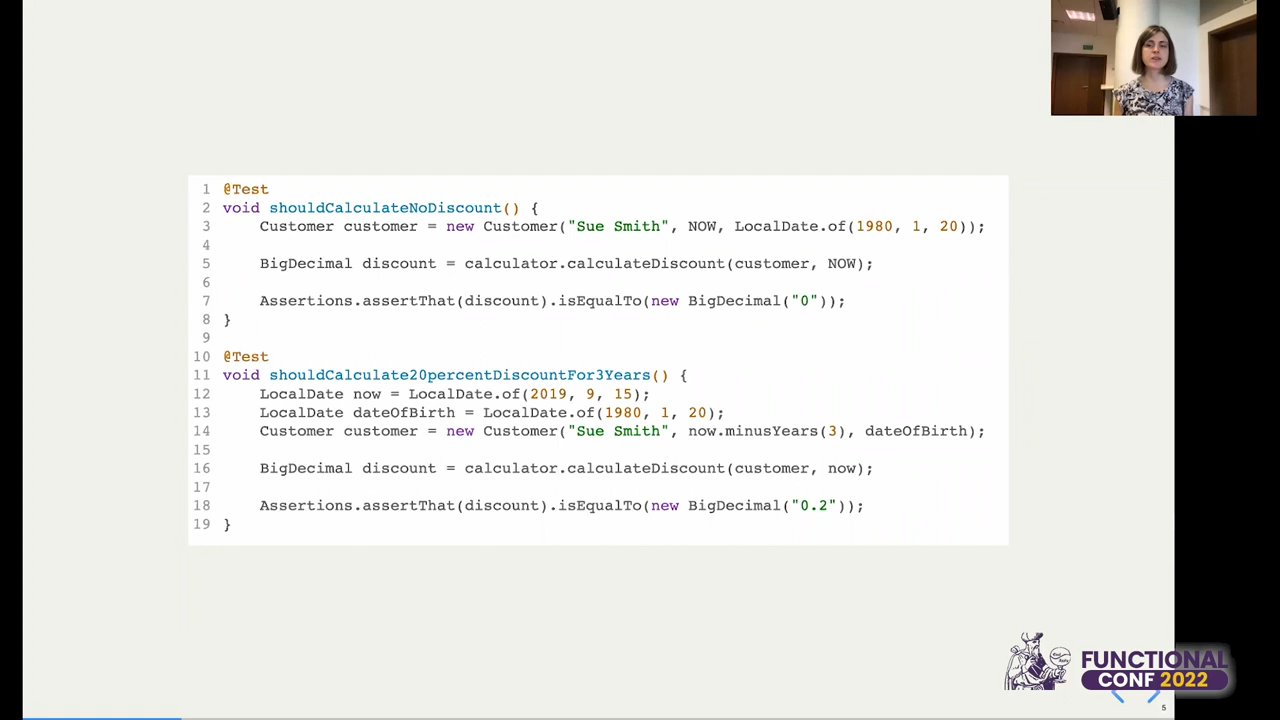 1 @Test
2 void shouldCalculateNoDiscount() {
3 Customer customer = new Customer("Sue Smith", NOW, LocalDate.of(1980, 1, 20));
4
5 BigDecimal discount = calculator.calculateDiscount(customer, NOW);
6
7 Assertions.assertThat(discount).isEqualTo(new BigDecimal("0"));
8 }
9
10 @Test
11 void shouldCalculate20percentDiscountFor3Years() {
12 LocalDate now = LocalDate.of(2019, 9, 15);
13 LocalDate dateOfBirth = LocalDate.of(1980, 1, 20);
14 Customer customer = new Customer("Sue Smith", now.minusYears(3), dateOfBirth);
15
16 BigDecimal discount = calculator.calculateDiscount(customer, now);
17
18 Assertions.assertThat(discount).isEqualTo(new BigDecimal("0.2"));
19 }
FUNCTIONAL
CONF 2022
5